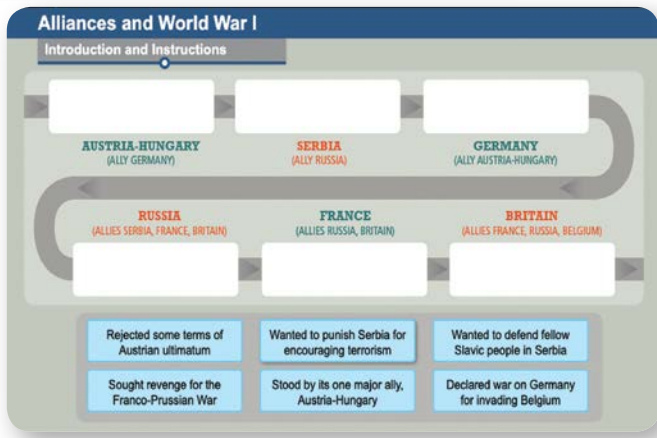 Alliances and World War I
Introduction and Instructions
AUSTRIA-HUNGARY
(ALLY GERMANY)
SERBIA
(ALLY RUSSIA)
GERMANY
(ALLY AUSTRIA-HUNGARY)
RUSSIA
(ALLIES SERBIA, FRANCE, BRITAIN)
FRANCE
(ALLIES RUSSIA, BRITAIN)
BRITAIN
(ALLIES FRANCE, RUSSIA, BELGIUM)
Rejected some terms of
Austrian ultimatum
Wanted to punish Serbia for
encouraging terrorism
Wanted to defend fellow
Slavic people in Serbia
Sought revenge for the
Franco-Prussian War
Stood by its one major ally,
Austria-Hungary
Declared war on Germany
for invading Belgium